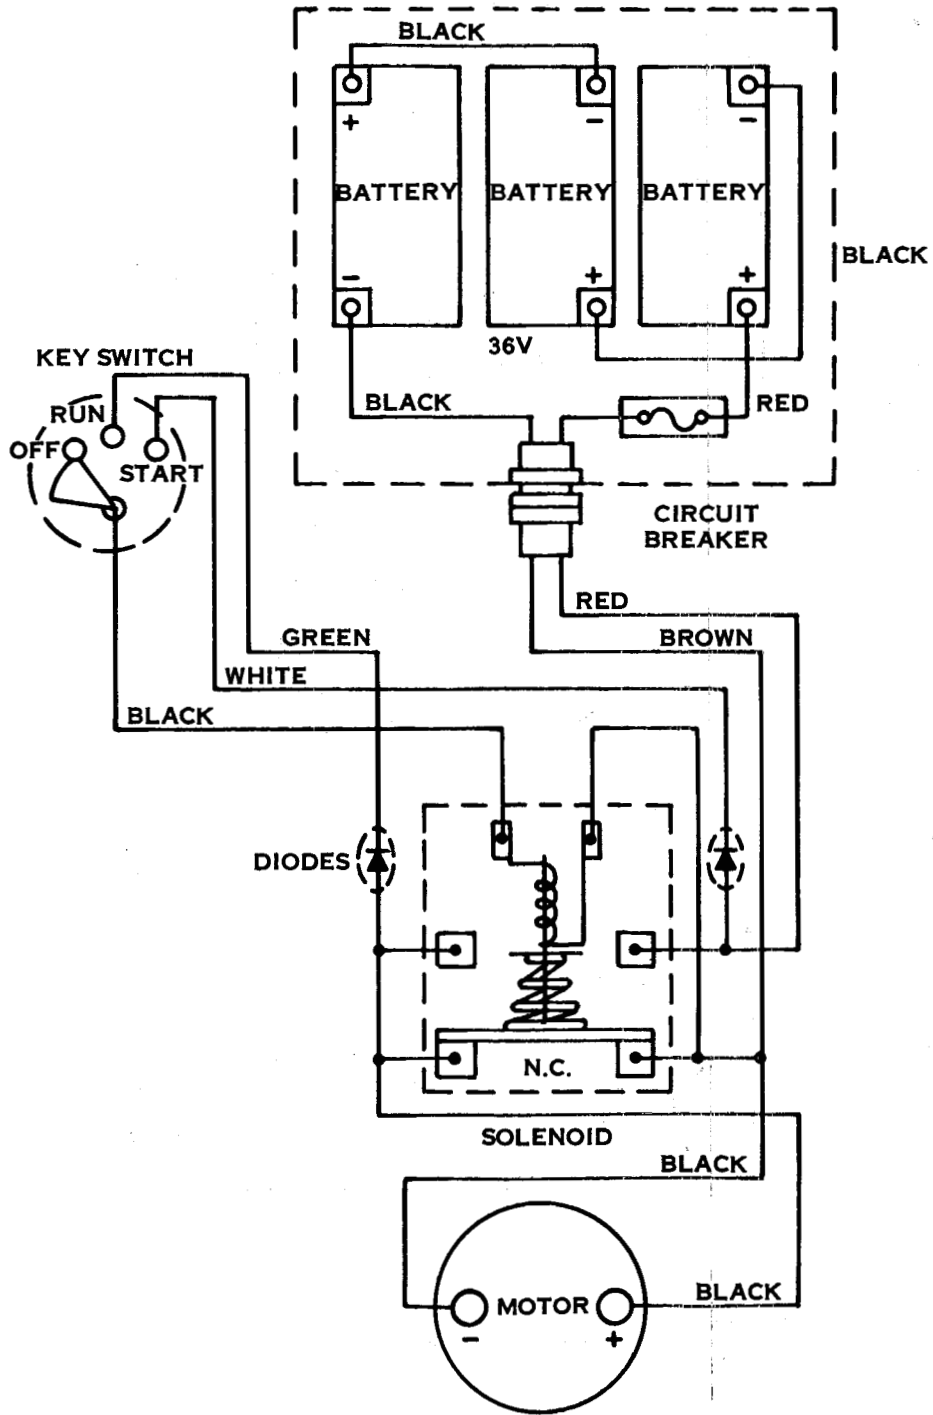 BLACK
+
-
-
BATTERY
BATTERY
BATTERY
BLACK
-
+
+
36V
KEY SWITCH
RUN
OFF
START
BLACK
RED
CIRCUIT
BREAKER
RED
GREEN
BROWN
WHITE
BLACK
DIODES
N.C.
SOLENOID
BLACK
BLACK
MOTOR
-
+